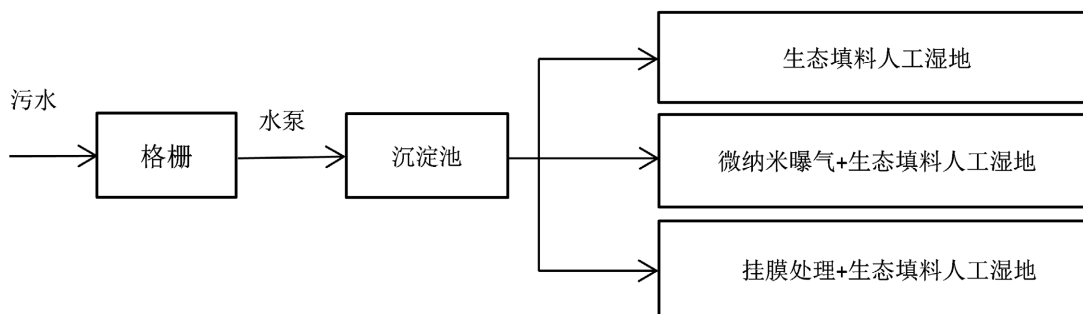 污水
格栅
水泵
沉淀池
生态填料人工湿地
微纳米曝气+生态填料人工湿地
挂膜处理+生态填料人工湿地